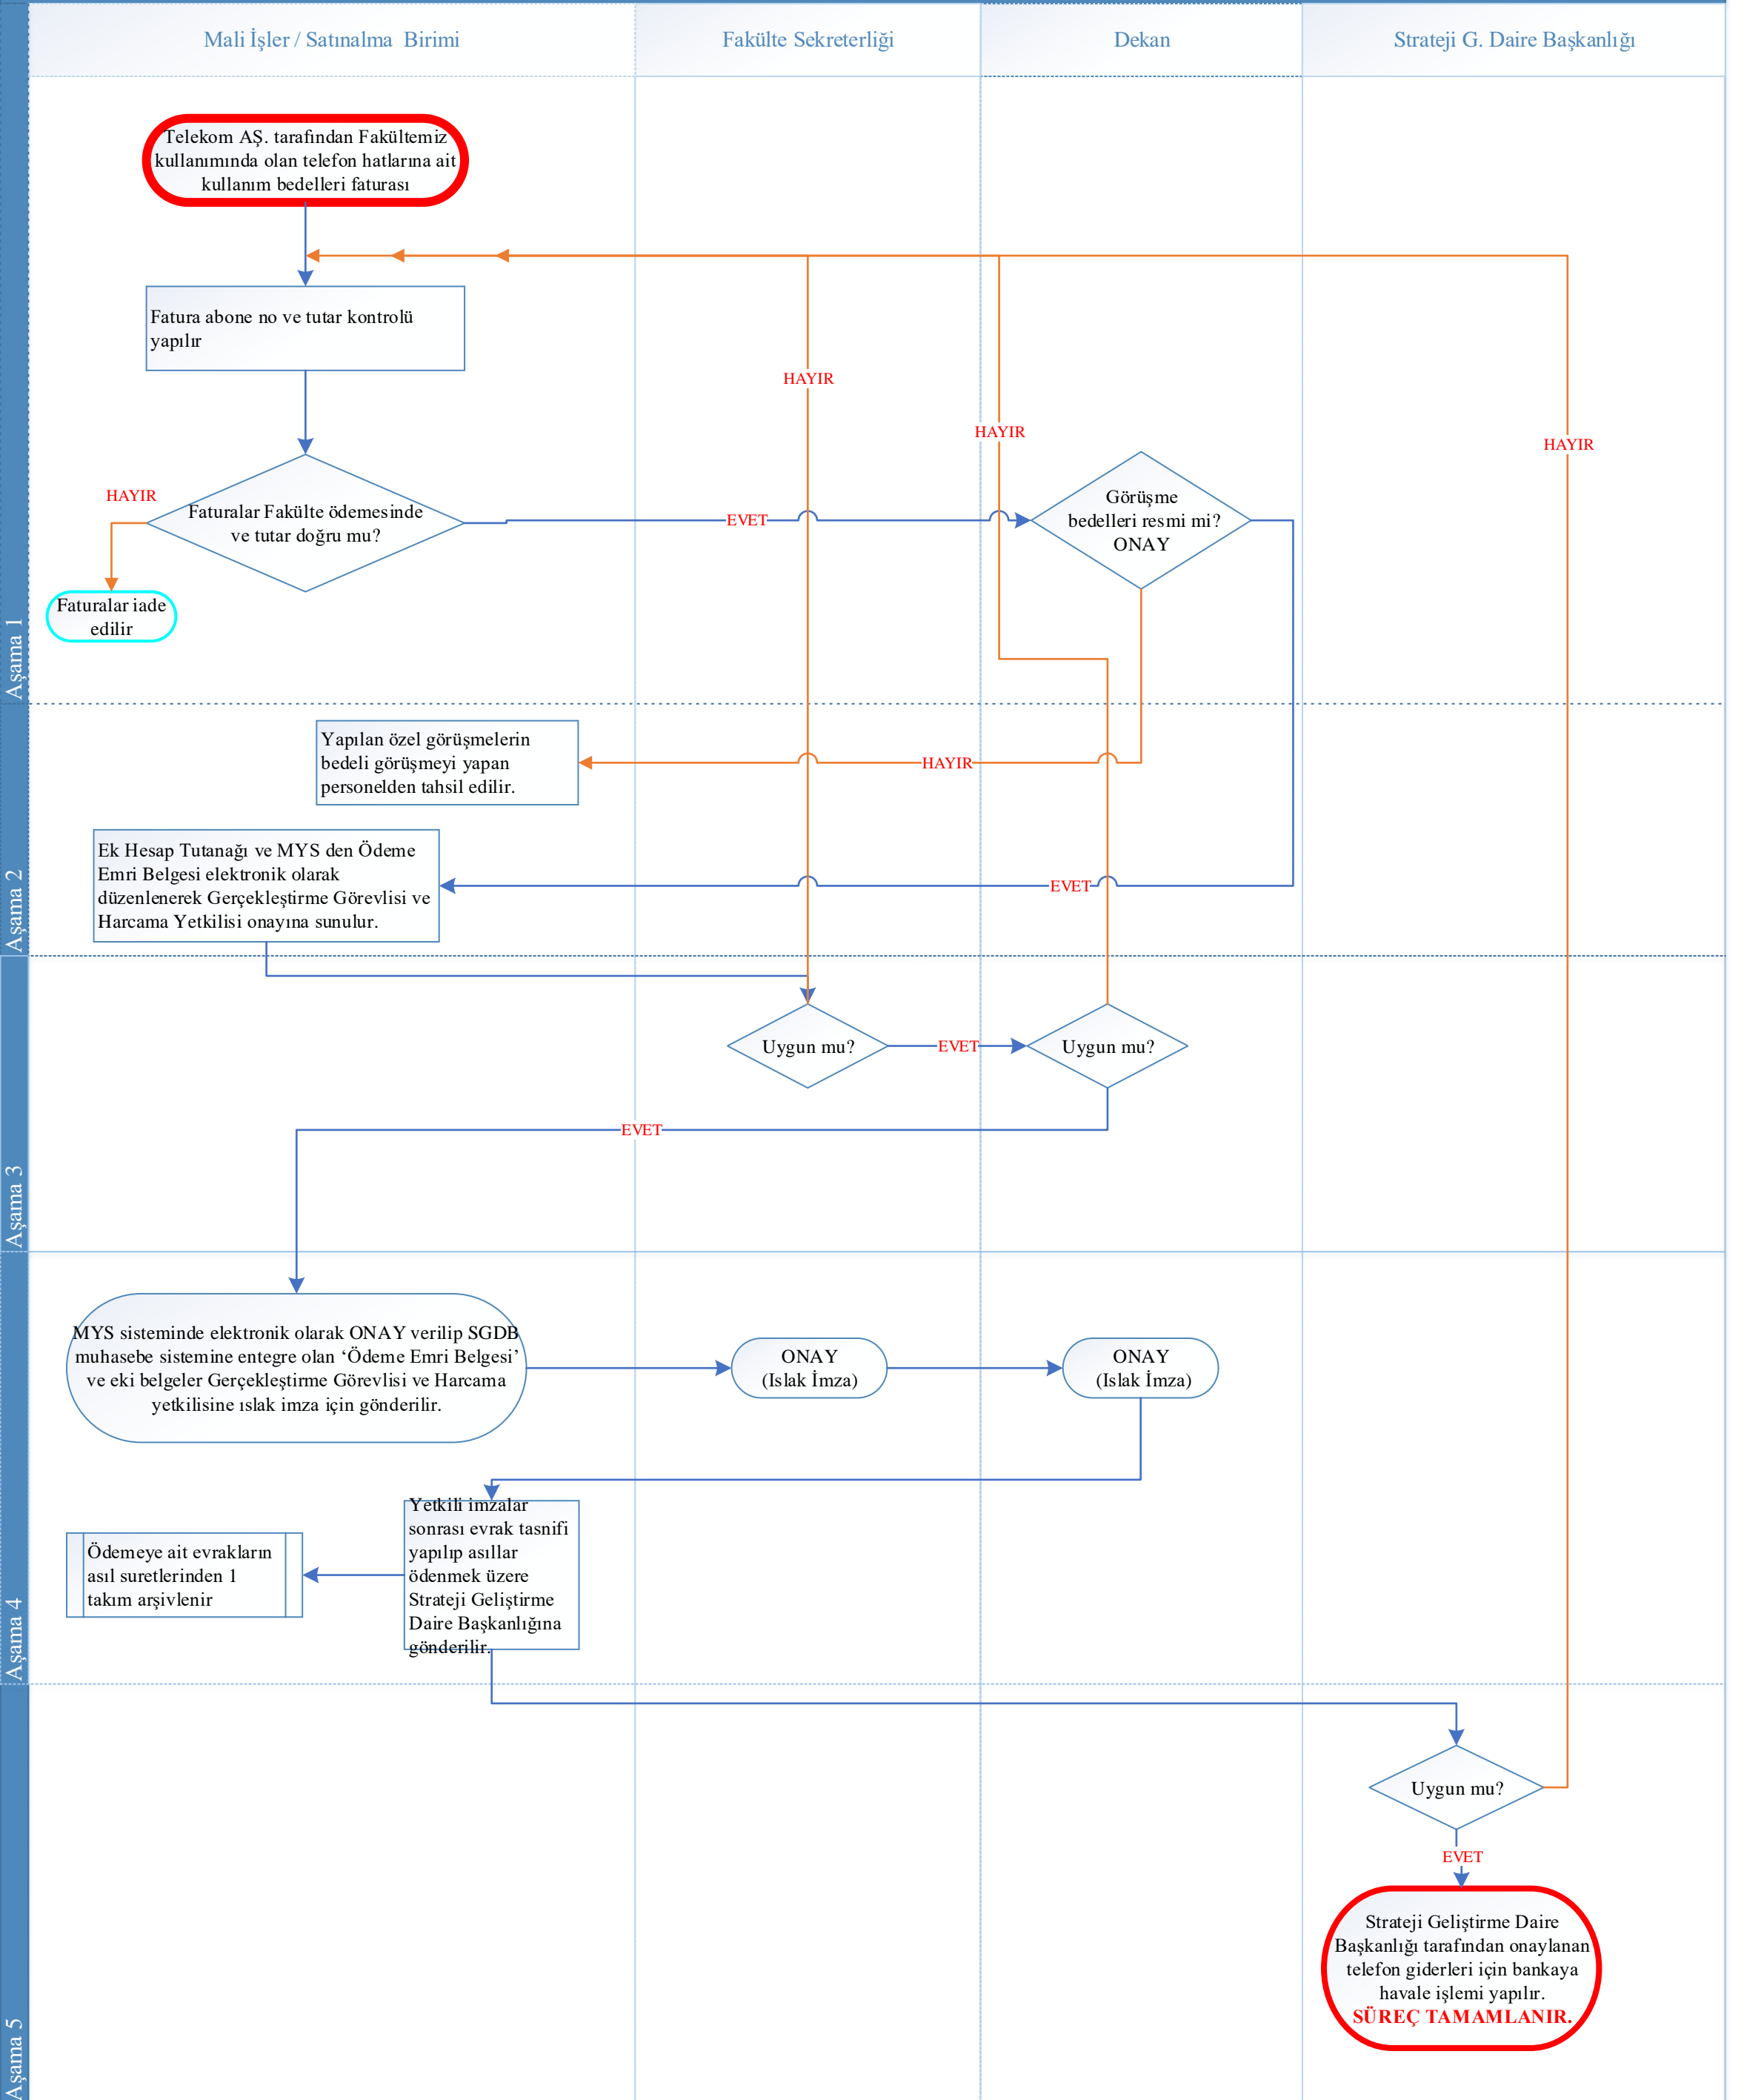 Mali İşler / Satınalma Birimi
Fakülte Sekreterliği
Dekan
Strateji G. Daire Başkanlığı
Telekom AŞ. tarafından Fakültemiz
kullanımında olan telefon hatlarına ait
kullanım bedelleri faturası
Fatura abone no ve tutar kontrolü
yapılır
HAYIR
HAYIR
HAYIR
HAYIR
Faturalar Fakülte ödemesinde
ve tutar doğru mu?
EVET
Görüşme
bedelleri resmi mi?
ONAY
Faturalar iade
edilir
Aşama 1
Yapılan özel görüşmelerin
bedeli görüşmeyi yapan
personelden tahsil edilir.
HAYIR
Ek Hesap Tutanağı ve MYS den Ödeme
Emri Belgesi elektronik olarak
düzenlenerek Gerçekleştirme Görevlisi ve
Harcama Yetkilisi onayına sunulur.
EVET
Aşama 2
Uygun mu?
EVET
Uygun mu?
EVET
Aşama 3
MYS sisteminde elektronik olarak ONAY verilip SGDB
muhasebe sistemine entegre olan ‘Ödeme Emri Belgesi’
ve eki belgeler Gerçekleştirme Görevlisi ve Harcama
yetkilisine ıslak imza için gönderilir.
ONAY
(Islak İmza)
ONAY
(Islak İmza)
Yetkili imzalar
sonrası evrak tasnifi
yapılıp asıllar
ödenmek üzere
Strateji Geliştirme
Daire Başkanlığına
gönderilir.
Ödemeye ait evrakların
asıl suretlerinden 1
takım arşivlenir
Aşama 4
Uygun mu?
EVET
Strateji Geliştirme Daire
Başkanlığı tarafından onaylanan
telefon giderleri için bankaya
havale işlemi yapılır.
SÜREÇ TAMAMLANIR.
Aşama 5